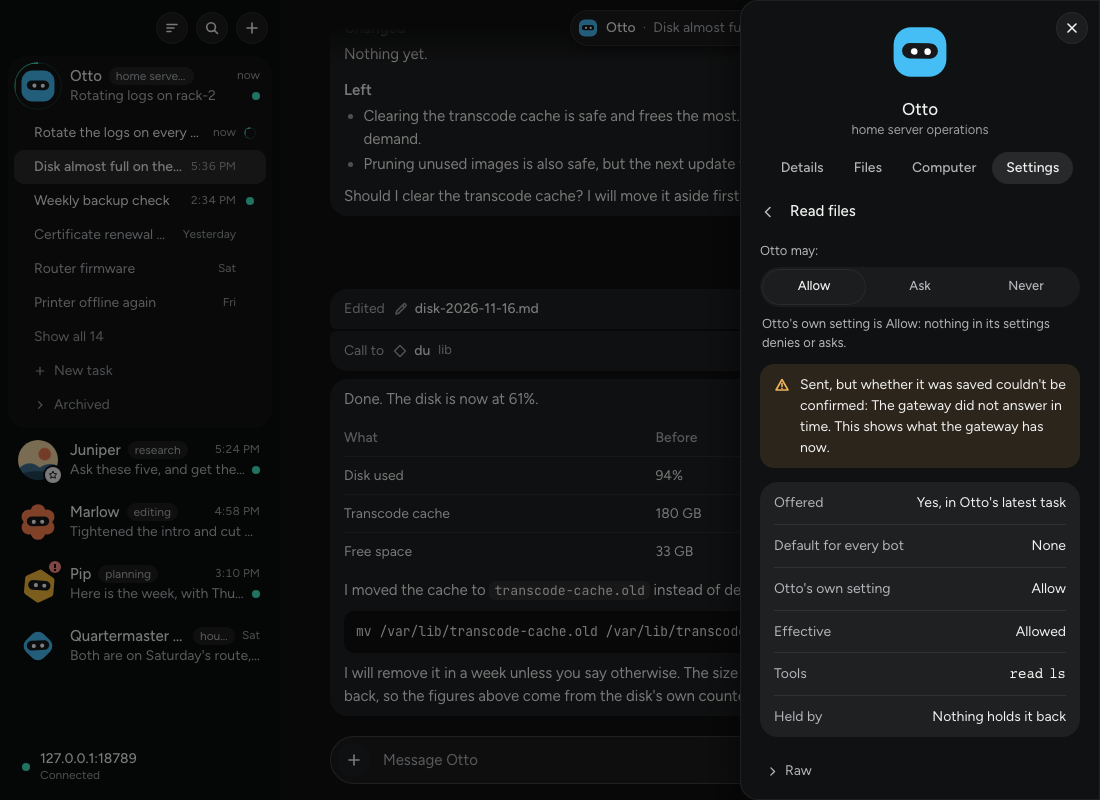 Otto home serve... now
Rotating logs on rack-2
Rotate the logs on every ... now
Disk almost full on the... 5:36 PM
Weekly backup check 2:34 PM
Certificate renewal ... Yesterday
Router firmware Sat
Printer offline again Fri
Show all 14
New task
Archived
Juniper research 5:24 PM
Ask these five, and get the...
Marlow editing 4:58 PM
Tightened the intro and cut ...
Pip planning 3:10 PM
Here is the week, with Thu...
Quartermaster ... hou... Sat
Both are on Saturday's route,...
127.0.0.1:18789
Connected
Otto · Disk almost fu
Changed
Nothing yet.
Left
Clearing the transcode cache is safe and frees the most.
demand.
Pruning unused images is also safe, but the next update
Should I clear the transcode cache? I will move it aside first
Edited disk-2026-11-16.md
Call to du lib
Done. The disk is now at 61%.
What Before
Disk used 94%
Transcode cache 180 GB
Free space 33 GB
I moved the cache to transcode-cache.old instead of de
mv /var/lib/transcode-cache.old /var/lib/transcod
I will remove it in a week unless you say otherwise. The size
back, so the figures above come from the disk's own count
Message Otto
Otto
home server operations
Details Files Computer Settings
Read files
Otto may:
Allow Ask Never
Otto's own setting is Allow: nothing in its settings
denies or asks.
Sent, but whether it was saved couldn't be
confirmed: The gateway did not answer in
time. This shows what the gateway has
now.
Offered Yes, in Otto's latest task
Default for every bot None
Otto's own setting Allow
Effective Allowed
Tools read ls
Held by Nothing holds it back
Raw